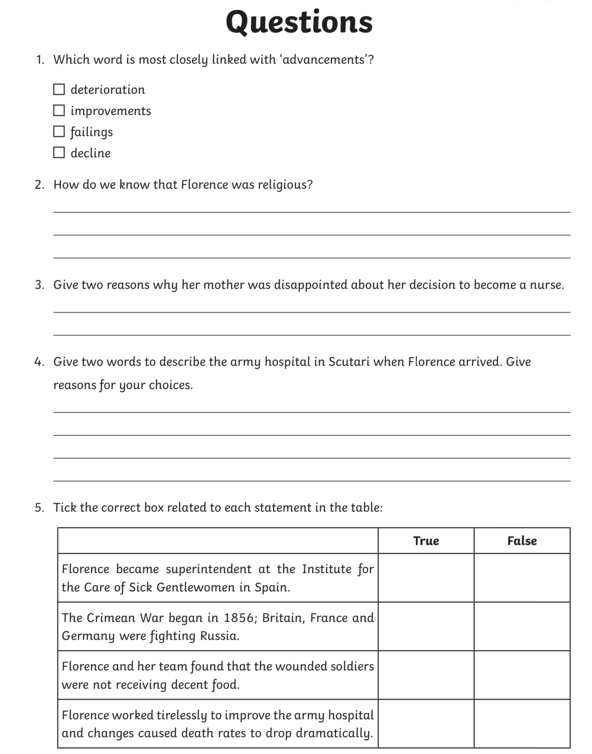 Questions
1. Which word is most closely linked with ‘advancements’?
deterioration
improvements
failings
decline
2. How do we know that Florence was religious?
3. Give two reasons why her mother was disappointed about her decision to become a nurse.
4. Give two words to describe the army hospital in Scutari when Florence arrived. Give
reasons for your choices.
5. Tick the correct box related to each statement in the table:
True False
Florence became superintendent at the Institute for
the Care of Sick Gentlewomen in Spain.
The Crimean War began in 1856; Britain, France and
Germany were fighting Russia.
Florence and her team found that the wounded soldiers
were not receiving decent food.
Florence worked tirelessly to improve the army hospital
and changes caused death rates to drop dramatically.